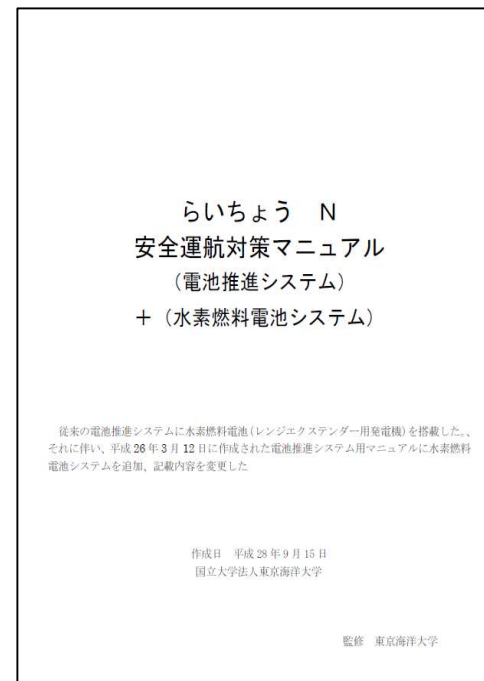 らいちょう　N
安全運航対策マニュアル
（電池推進システム）
＋（水素燃料電池システム）
従来の電池推進システムに水素燃料電池（レンジエクステンダー用発電機）を搭載した。、
それに伴い、平成 26 年 3 月 12 日に作成された電池推進システム用マニュアルに水素燃料
電池システムを追加、記載内容を変更した
作成日　平成 28 年 9 月 15 日
国立大学法人東京海洋大学
監修　東京海洋大学